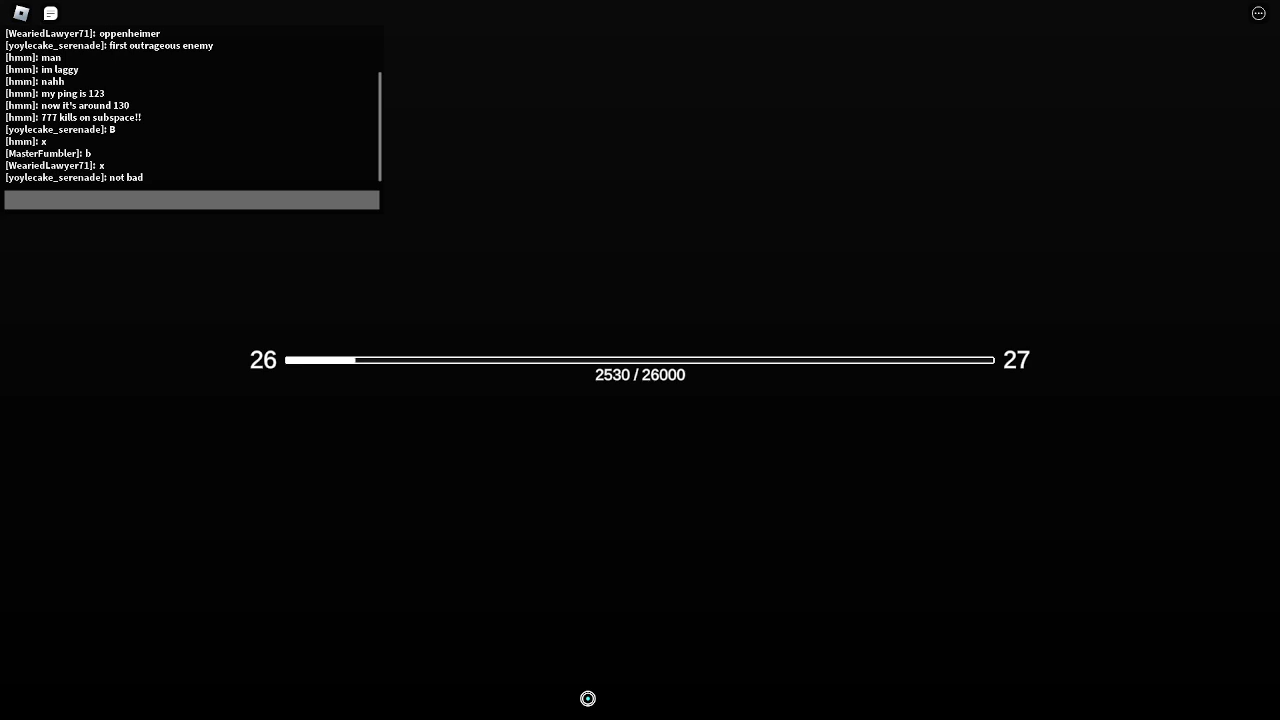 [WeariedLawyer71]: oppenheimer
[yoylecake_serenade]: first outrageous enemy
[hmm]: man
[hmm]: im laggy
[hmm]: nahh
[hmm]: my ping is 123
[hmm]: now it's around 130
[hmm]: 777 kills on subspace!!
[yoylecake_serenade]: B
[hmm]: x
[MasterFumbler]: b
[WeariedLawyer71]: x
[yoylecake_serenade]: not bad
26
27
2530 / 26000